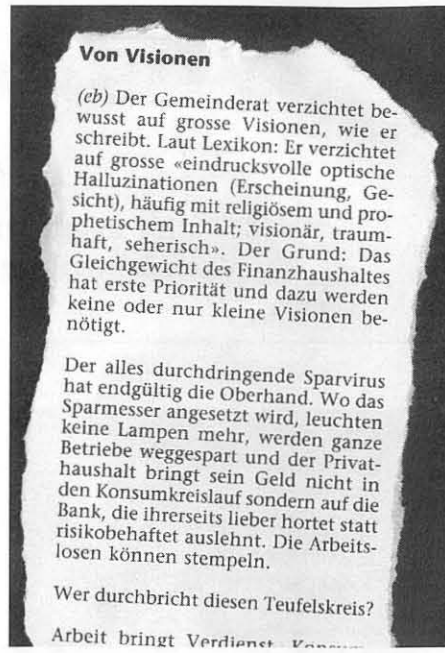 Von Visionen
(eb) Der Gemeinderat verzichtet be-
wusst auf grosse Visionen, wie er
schreibt. Laut Lexikon: Er verzichtet
auf grosse «eindrucksvolle optische
Halluzinationen (Erscheinung, Ge-
sicht), häufig mit religiösem und pro-
phetischem Inhalt; visionär, traum-
haft, seherisch». Der Grund: Das
Gleichgewicht des Finanzhaushaltes
hat erste Priorität und dazu werden
keine oder nur kleine Visionen be-
nötigt.
Der alles durchdringende Sparvirus
hat endgültig die Oberhand. Wo das
Sparmesser angesetzt wird, leuchten
keine Lampen mehr, werden ganze
Betriebe weggespart und der Privat-
haushalt bringt sein Geld nicht in
den Konsumkreislauf sondern auf die
Bank, die ihrerseits lieber hortet statt
risikobehaftet auslehnt. Die Arbeits-
losen können stempeln.
Wer durchbricht diesen Teufelskreis?
Arbeit bringt Verdienst